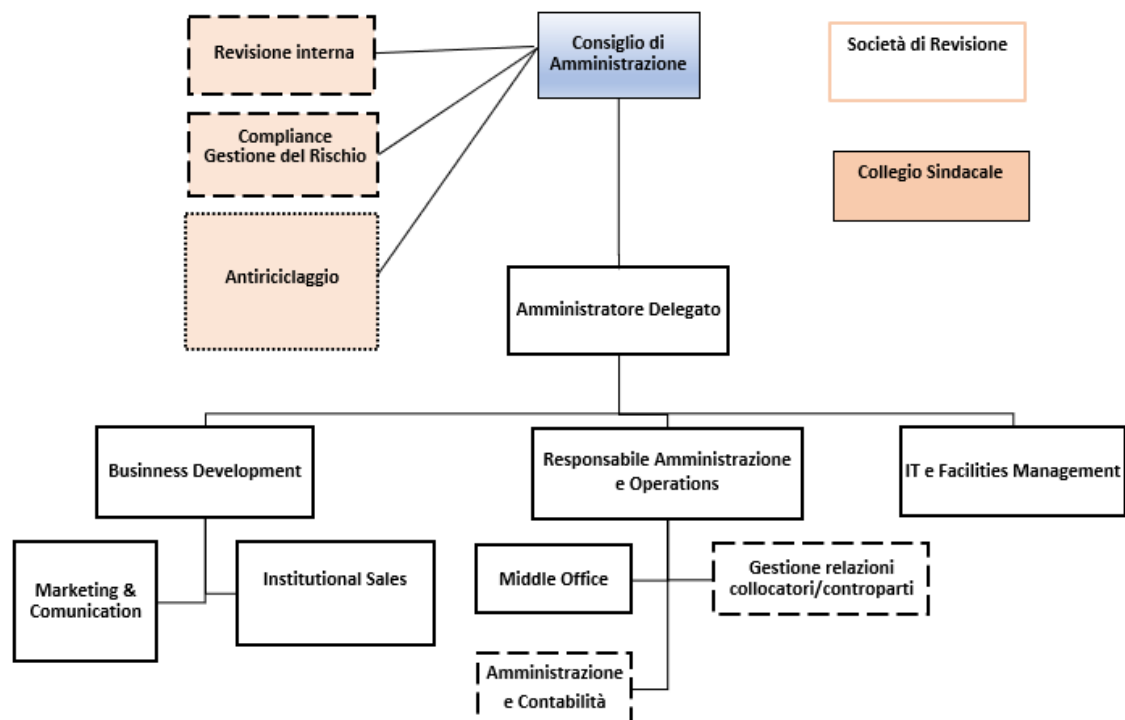 Revisione interna
Consiglio di
Amministrazione
Società di Revisione
Compliance
Gestione del Rischio
Collegio Sindacale
Antiriciclaggio
Amministratore Delegato
Businness Development
Responsabile Amministrazione
e Operations
IT e Facilities Management
Marketing &
Comunication
Institutional Sales
Middle Office
Gestione relazioni
collocatori/controparti
Amministrazione
e Contabilità